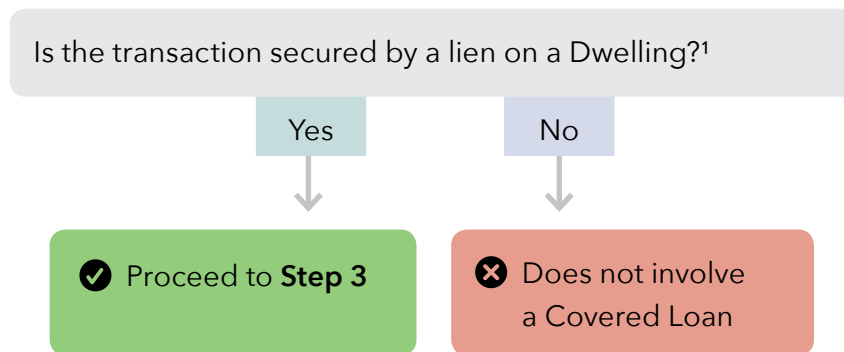 Is the transaction secured by a lien on a Dwelling?¹
Yes
No
Proceed to Step 3
Does not involve
a Covered Loan